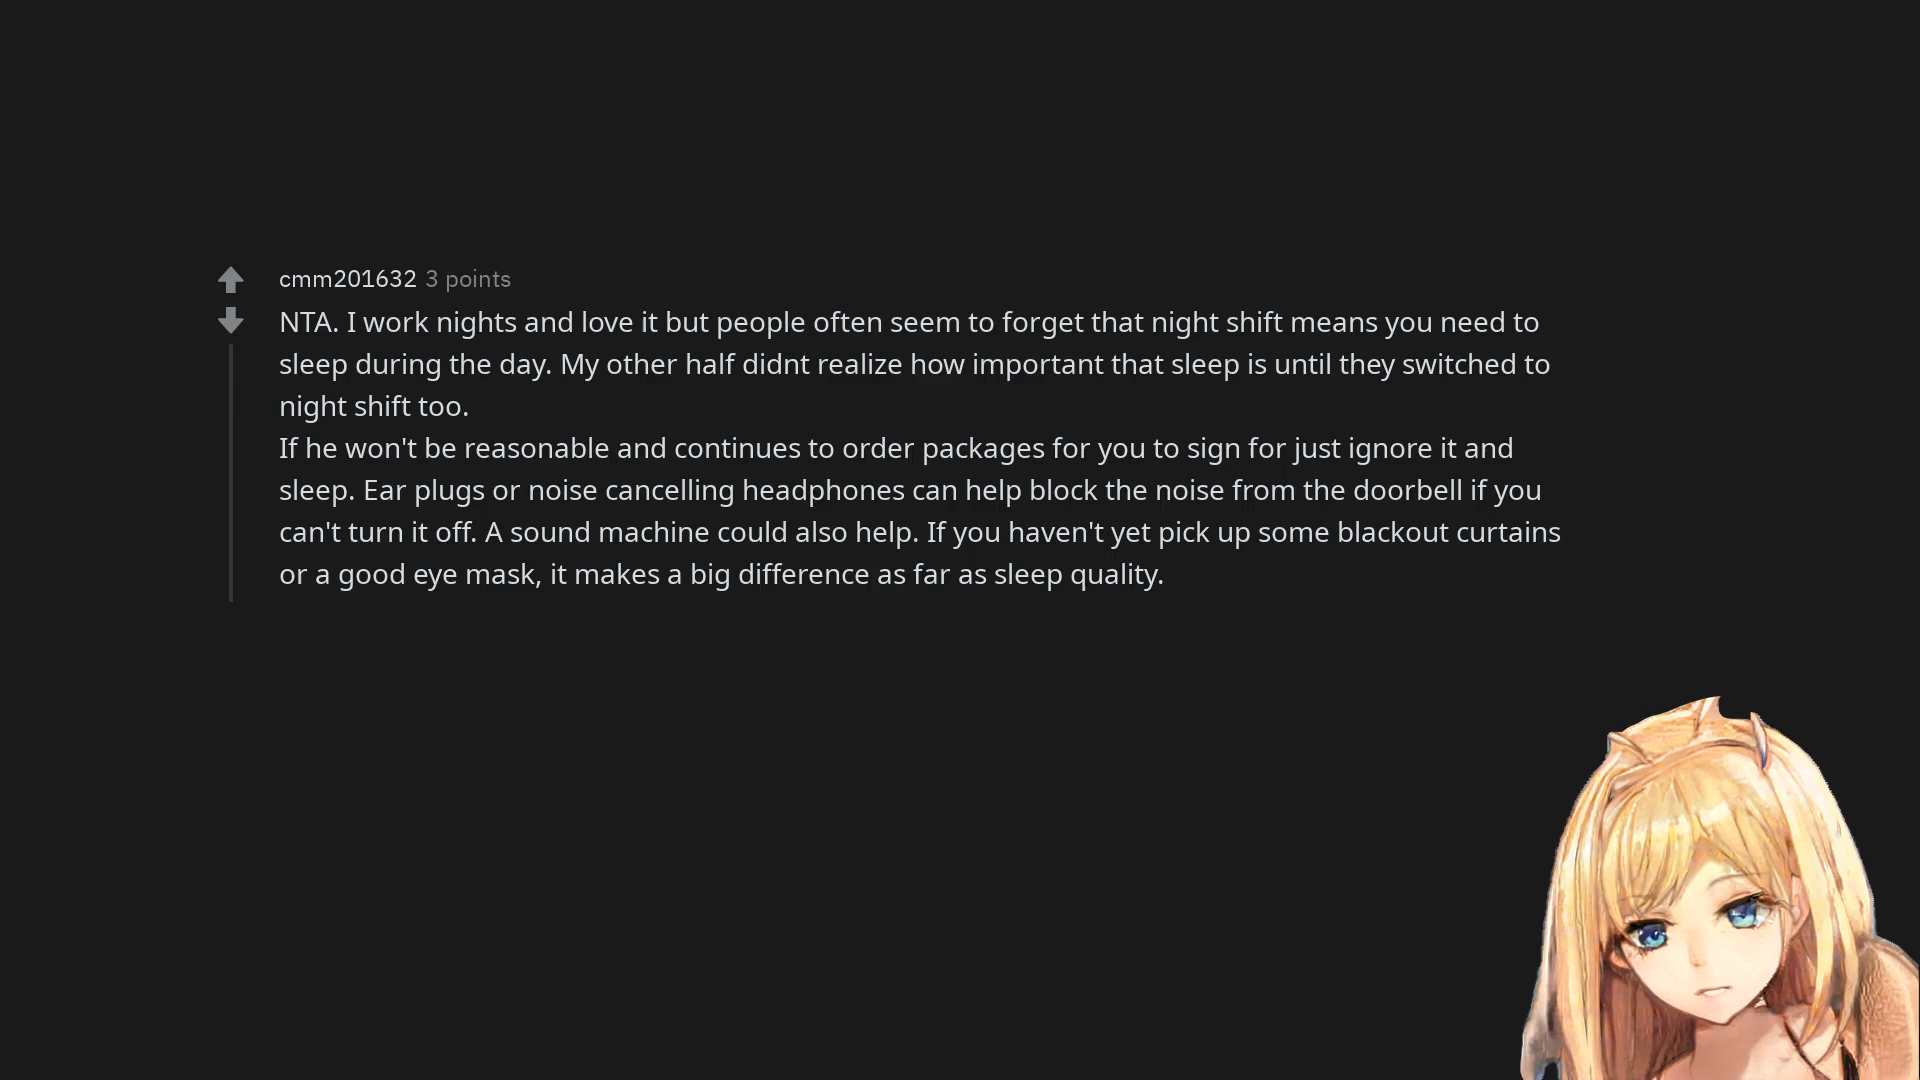 cmm201632 3 points
NTA. I work nights and love it but people often seem to forget that night shift means you need to
sleep during the day. My other half didnt realize how important that sleep is until they switched to
night shift too.
If he won't be reasonable and continues to order packages for you to sign for just ignore it and
sleep. Ear plugs or noise cancelling headphones can help block the noise from the doorbell if you
can't turn it off. A sound machine could also help. If you haven't yet pick up some blackout curtains
or a good eye mask, it makes a big difference as far as sleep quality.